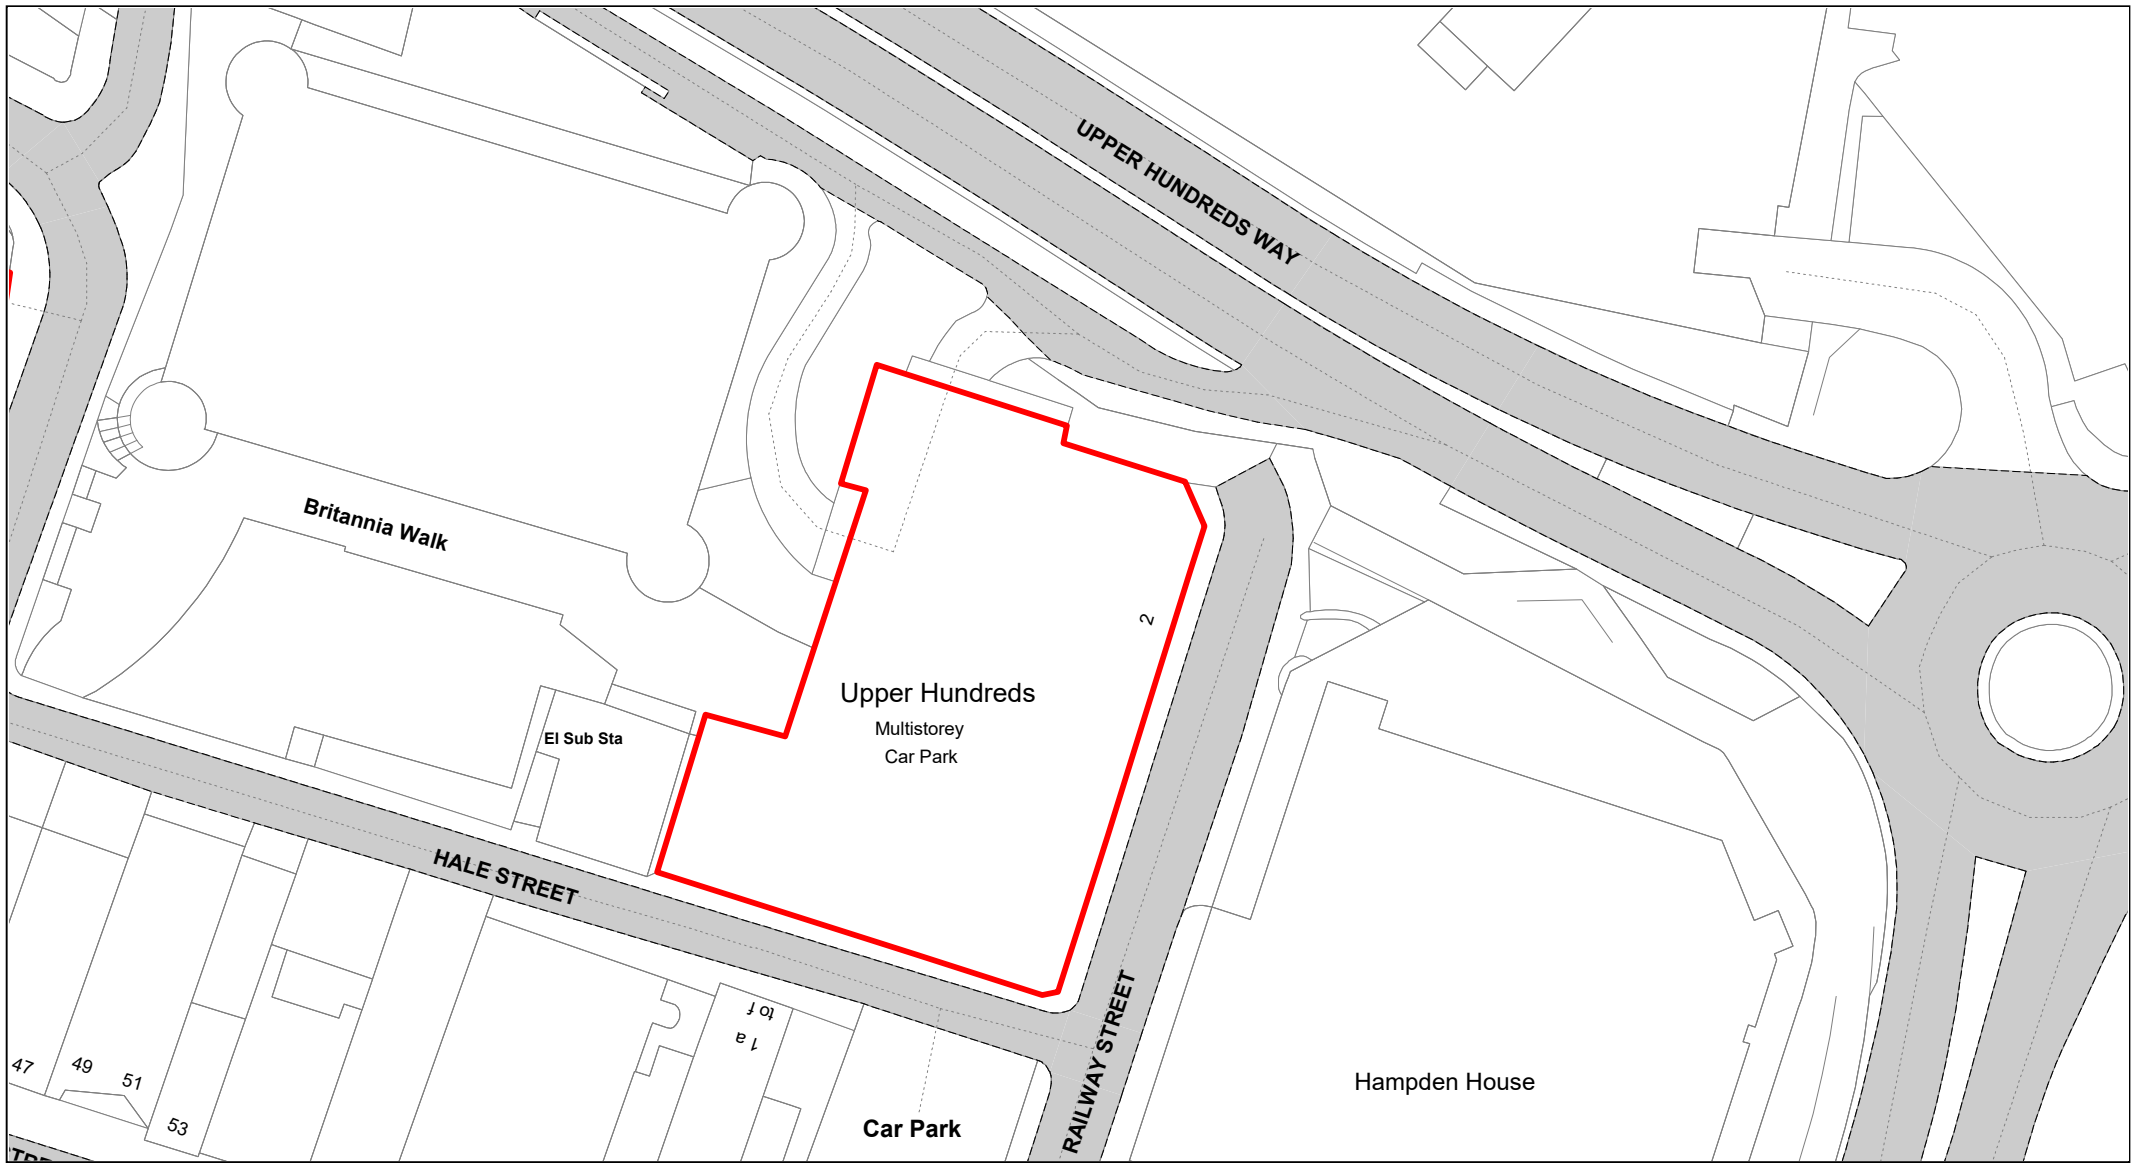 UPPER HUNDREDS WAY
Britannia Walk
2
Upper Hundreds
Multistorey
Car Park
El Sub Sta
HALE STREET
RAILWAY STREET
1 a
to f
47
49
51
53
Car Park
Hampden House